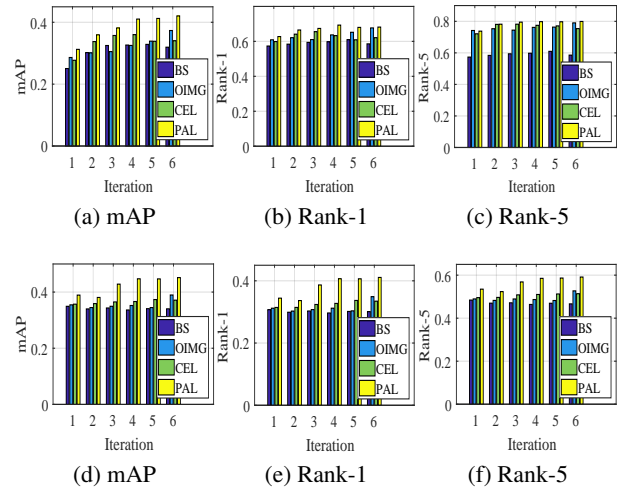 mAP
0.4
0.2
0
BS
OIMG
CEL
PAL
1 2 3 4 5 6
Iteration
(a) mAP
Rank-1
0.6
0.4
0.2
0
BS
OIMG
CEL
PAL
1 2 3 4 5 6
Iteration
(b) Rank-1
Rank-5
0.8
0.6
0.4
0.2
0
BS
OIMG
CEL
PAL
1 2 3 4 5 6
Iteration
(c) Rank-5
mAP
0.4
0.2
0
BS
OIMG
CEL
PAL
1 2 3 4 5 6
Iteration
(d) mAP
Rank-1
0.4
0.2
0
BS
OIMG
CEL
PAL
1 2 3 4 5 6
Iteration
(e) Rank-1
Rank-5
0.6
0.4
0.2
0
BS
OIMG
CEL
PAL
1 2 3 4 5 6
Iteration
(f) Rank-5